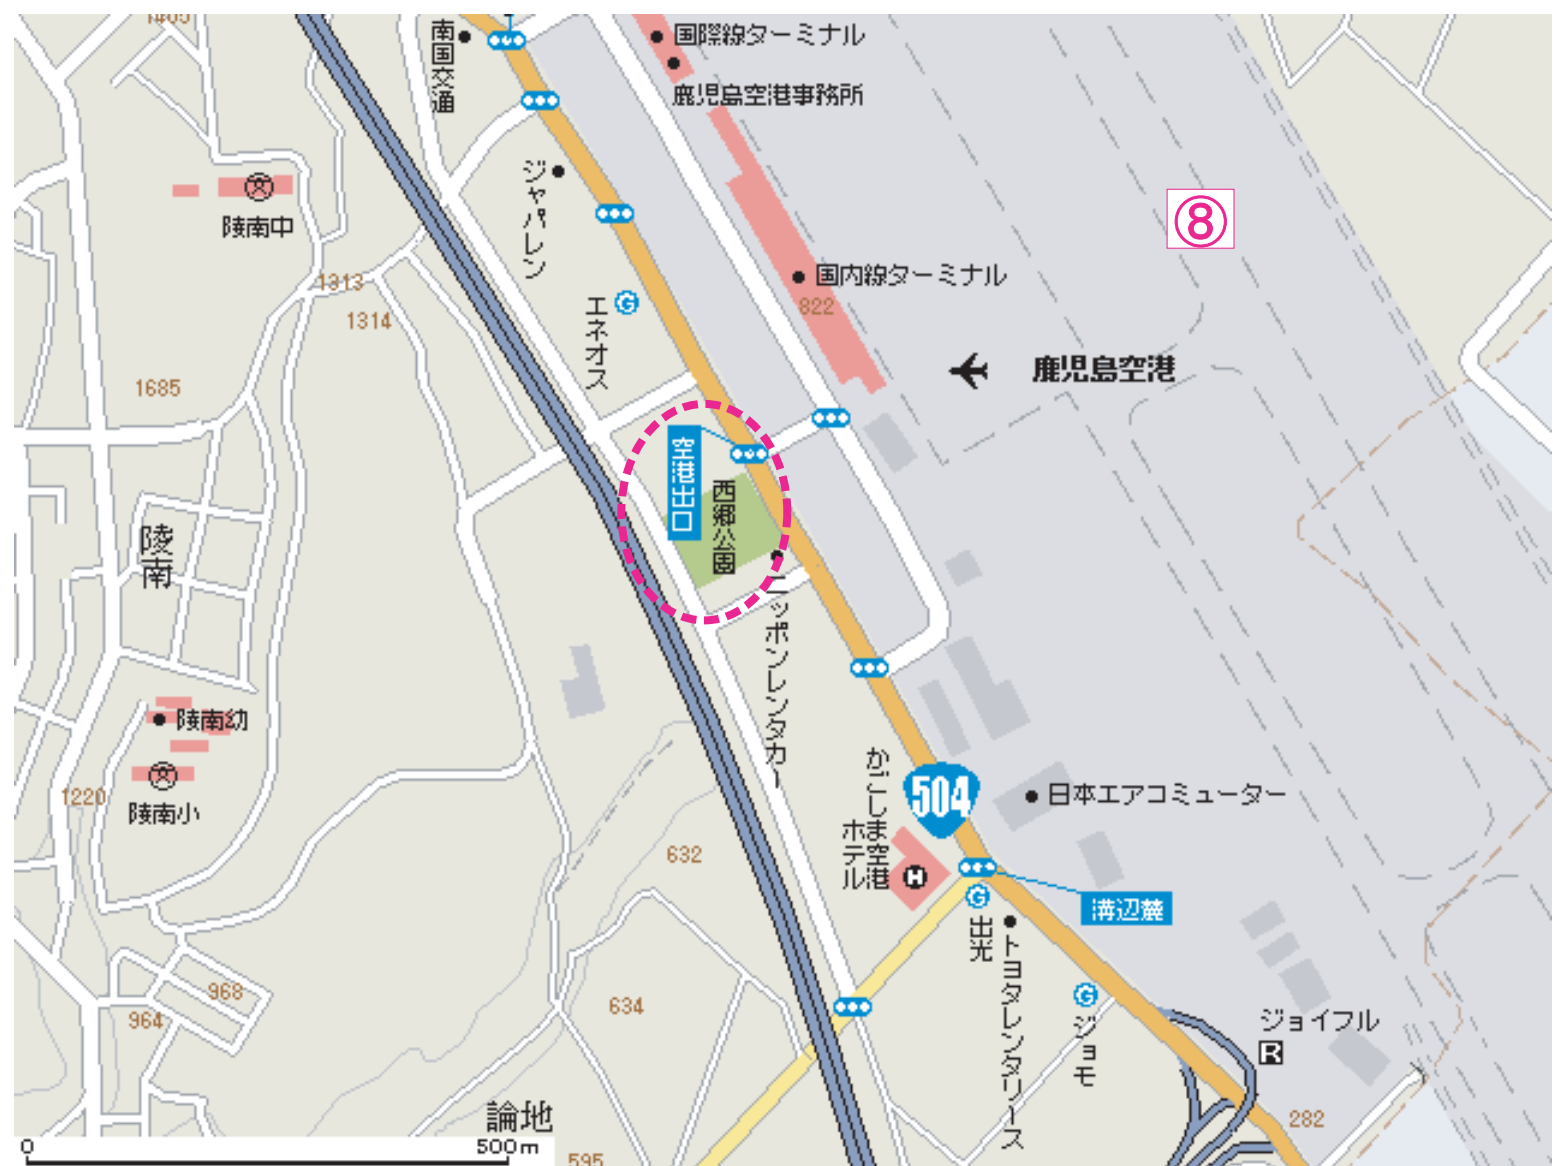 1405
南国交通
国際線ターミナル
鹿児島空港事務所
ジャパレン
陵南中
⑧
国内線ターミナル
822
1313
1314
エネオス
鹿児島空港
1685
空港出口
西郷公園
陵南
ニッポンレンタカー
陵南幼
陵南小
1220
かごしま空港
ホテル
504
日本エアコミューター
632
H
溝辺麓
G
出光
トヨタレンタリース
968
964
634
G
ジョモ
ジョイフル
R
G
282
論地
595
0
500m